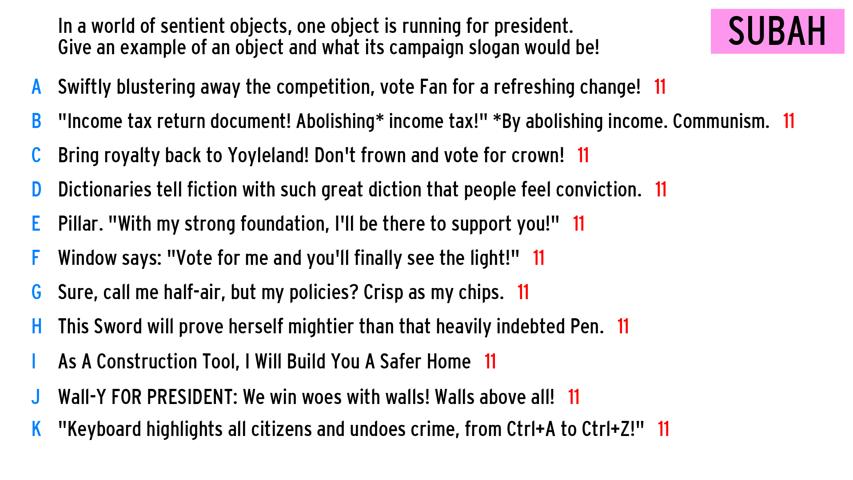 In a world of sentient objects, one object is running for president.
Give an example of an object and what its campaign slogan would be!
SUBAH
A Swiftly blustering away the competition, vote Fan for a refreshing change! 11
B "Income tax return document! Abolishing* income tax!" *By abolishing income. Communism. 11
C Bring royalty back to Yoyleland! Don't frown and vote for crown! 11
D Dictionaries tell fiction with such great diction that people feel conviction. 11
E Pillar. "With my strong foundation, I'll be there to support you!" 11
F Window says: "Vote for me and you'll finally see the light!" 11
G Sure, call me half-air, but my policies? Crisp as my chips. 11
H This Sword will prove herself mightier than that heavily indebted Pen. 11
I As A Construction Tool, I Will Build You A Safer Home 11
J Wall-Y FOR PRESIDENT: We win woes with walls! Walls above all! 11
K "Keyboard highlights all citizens and undoes crime, from Ctrl+A to Ctrl+Z!" 11